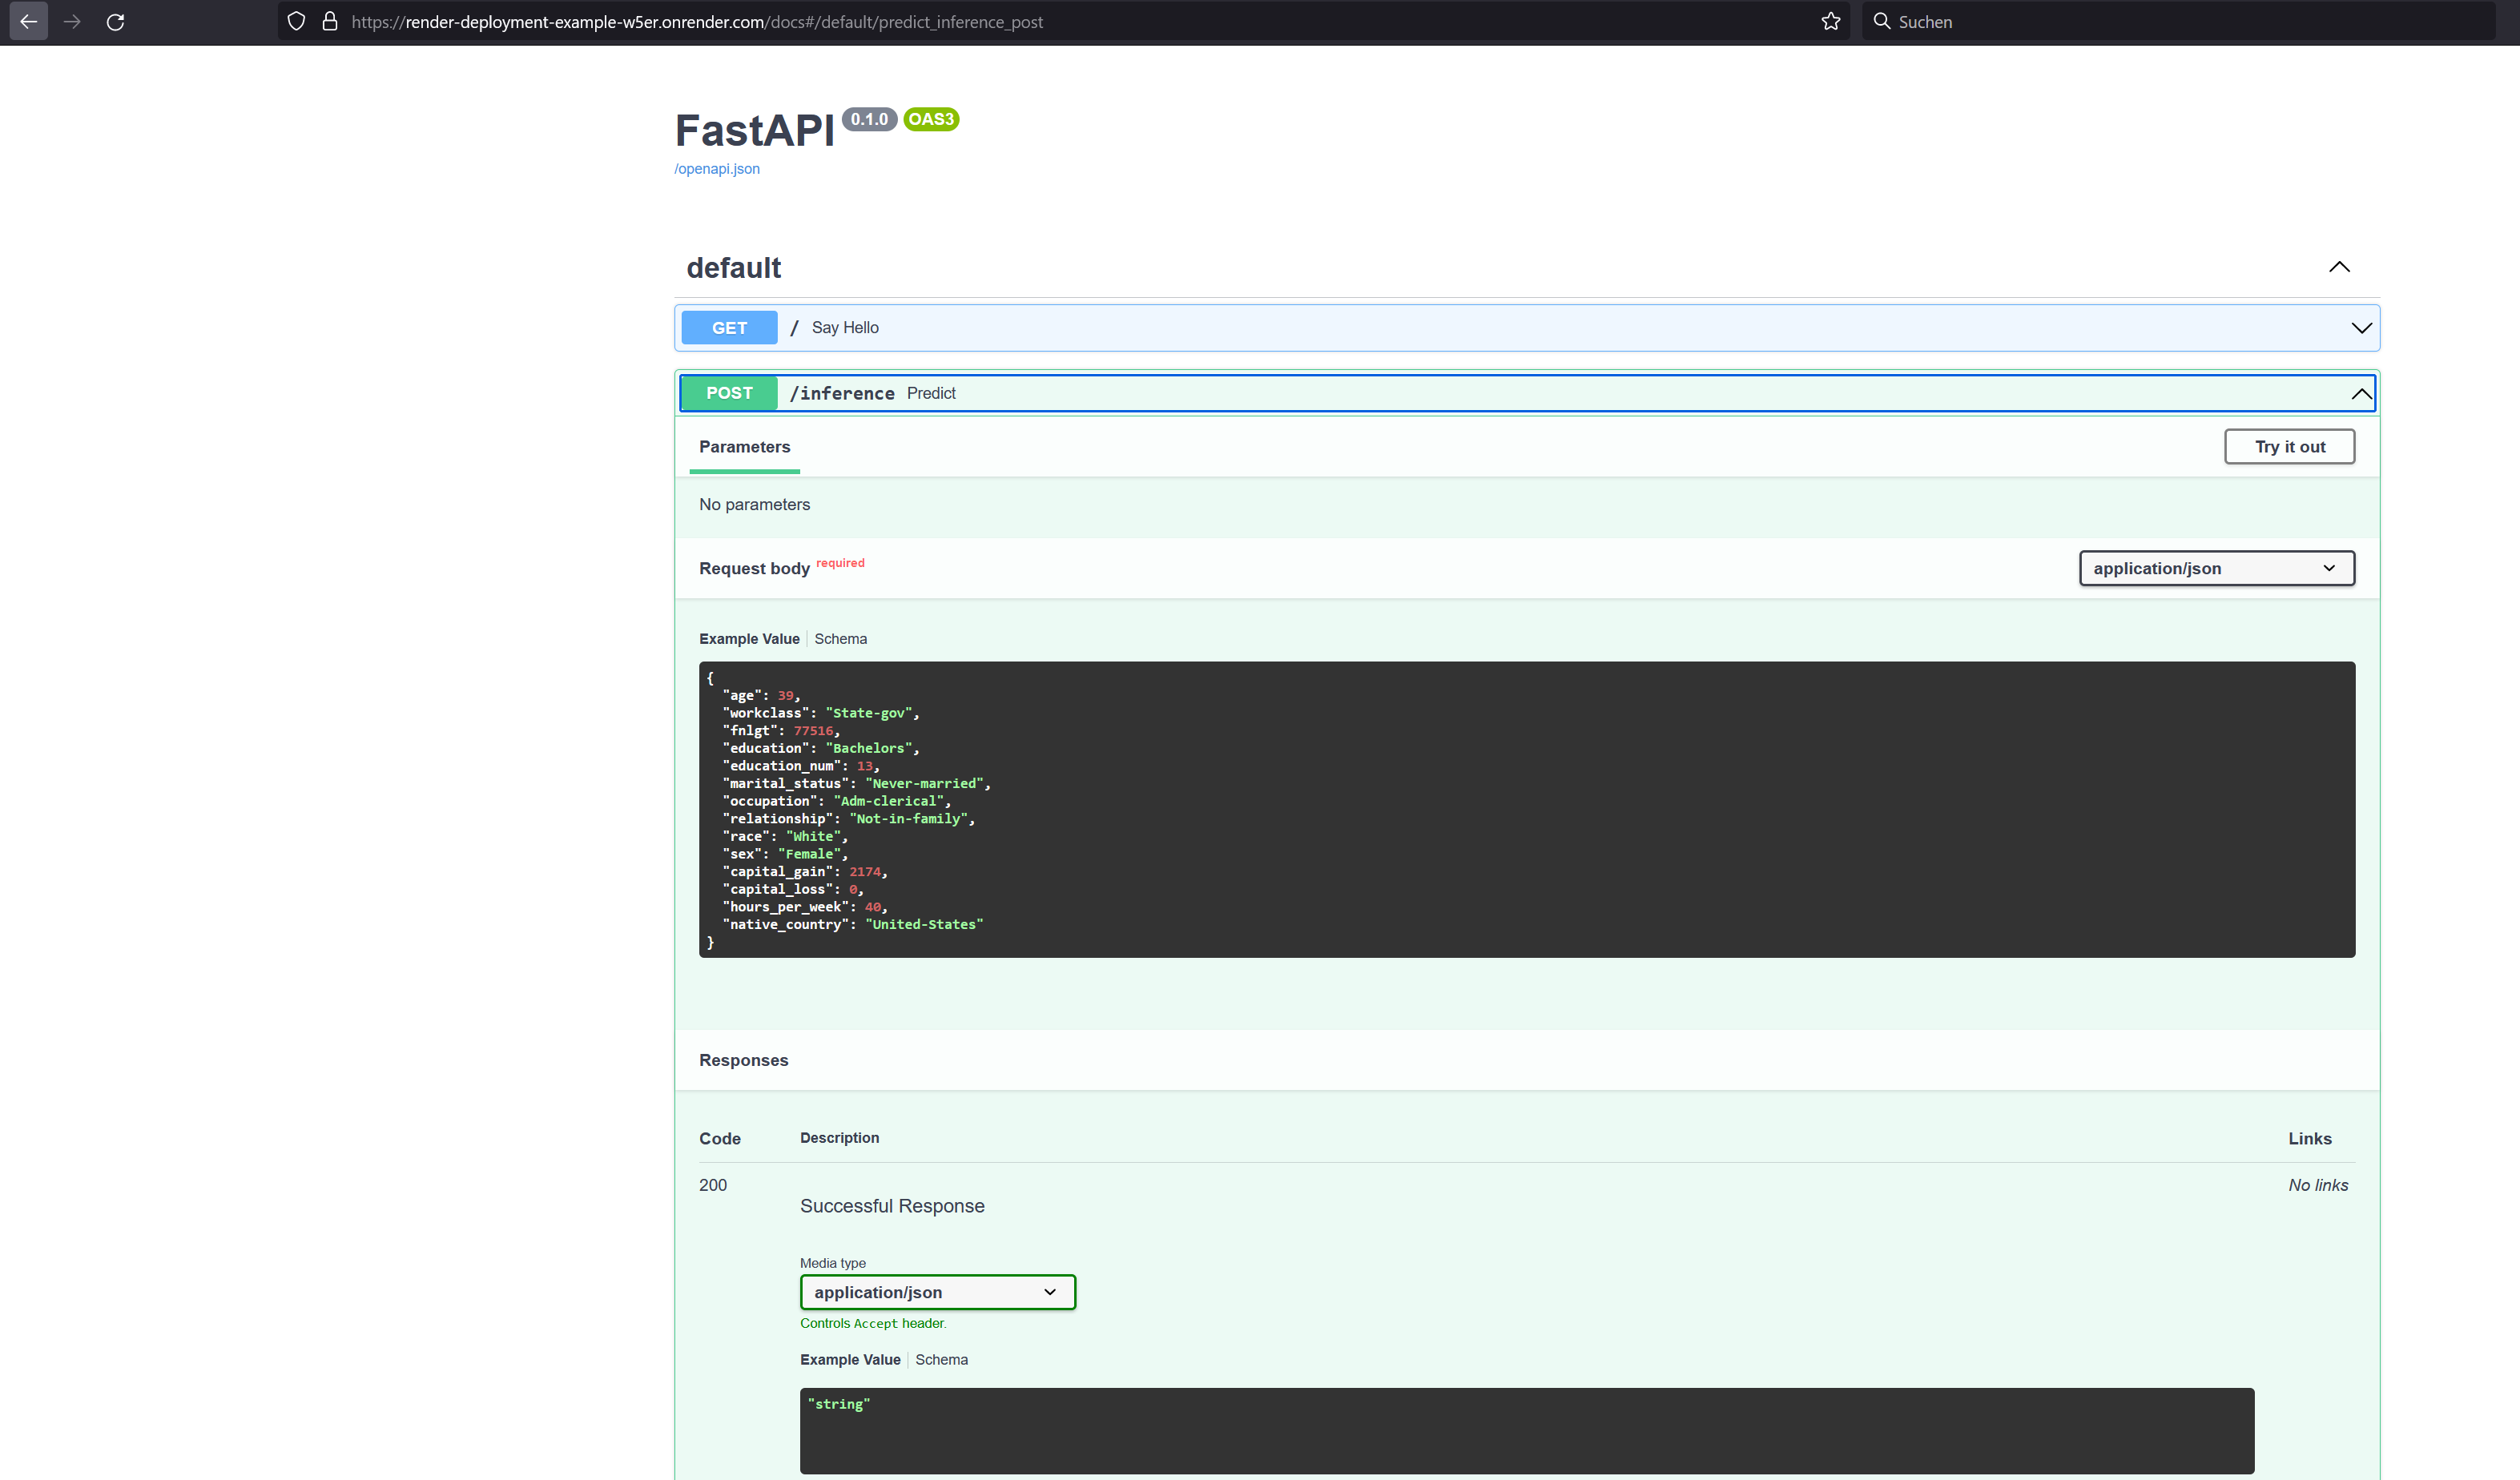 https://render-deployment-example-w5er.onrender.com/docs#/default/predict_inference_post
Suchen
FastAPI 0.1.0 OAS3
/openapi.json
default
GET / Say Hello
POST /inference Predict
Parameters
Try it out
No parameters
Request body required
application/json
Example Value Schema
{
"age": 39,
"workclass": "State-gov",
"fnlgt": 77516,
"education": "Bachelors",
"education_num": 13,
"marital_status": "Never-married",
"occupation": "Adm-clerical",
"relationship": "Not-in-family",
"race": "White",
"sex": "Female",
"capital_gain": 2174,
"capital_loss": 0,
"hours_per_week": 40,
"native_country": "United-States"
}
Responses
Code Description Links
200 Successful Response No links
Media type
application/json
Controls Accept header.
Example Value Schema
"string"